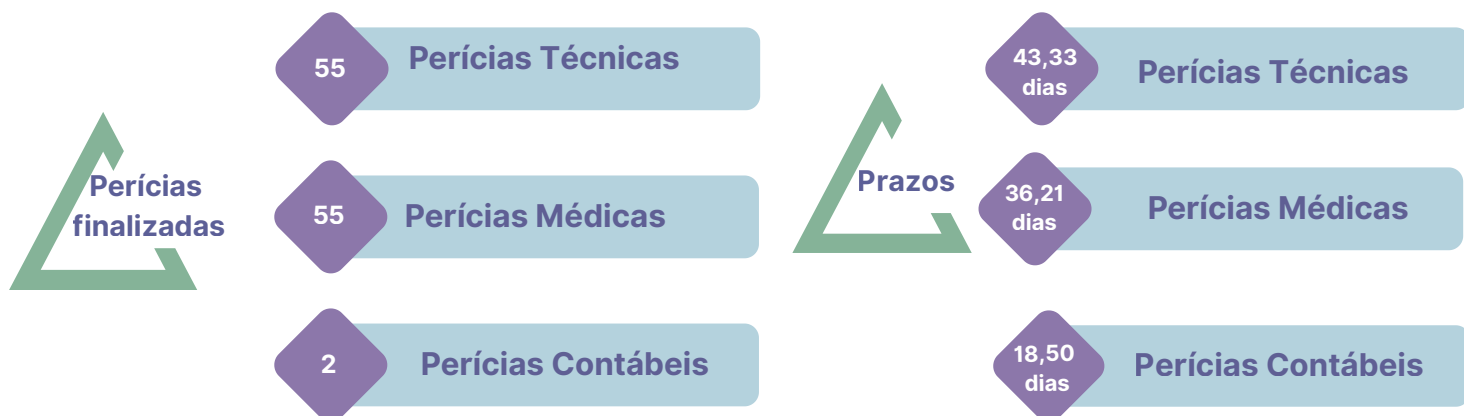 Perícias
finalizadas
55
Perícias Técnicas
55
Perícias Médicas
2
Perícias Contábeis
Prazos
43,33
dias
Perícias Técnicas
36,21
dias
Perícias Médicas
18,50
dias
Perícias Contábeis